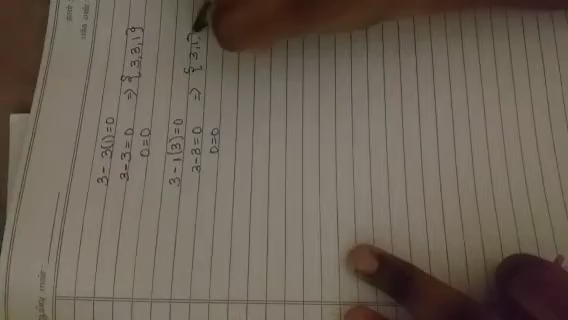 3 - 3(1) = 0
3 - 3 = 0 => {3,3,1}
0 = 0
3 - 1(3) = 0
3 - 3 = 0 => {3,1
0 = 0